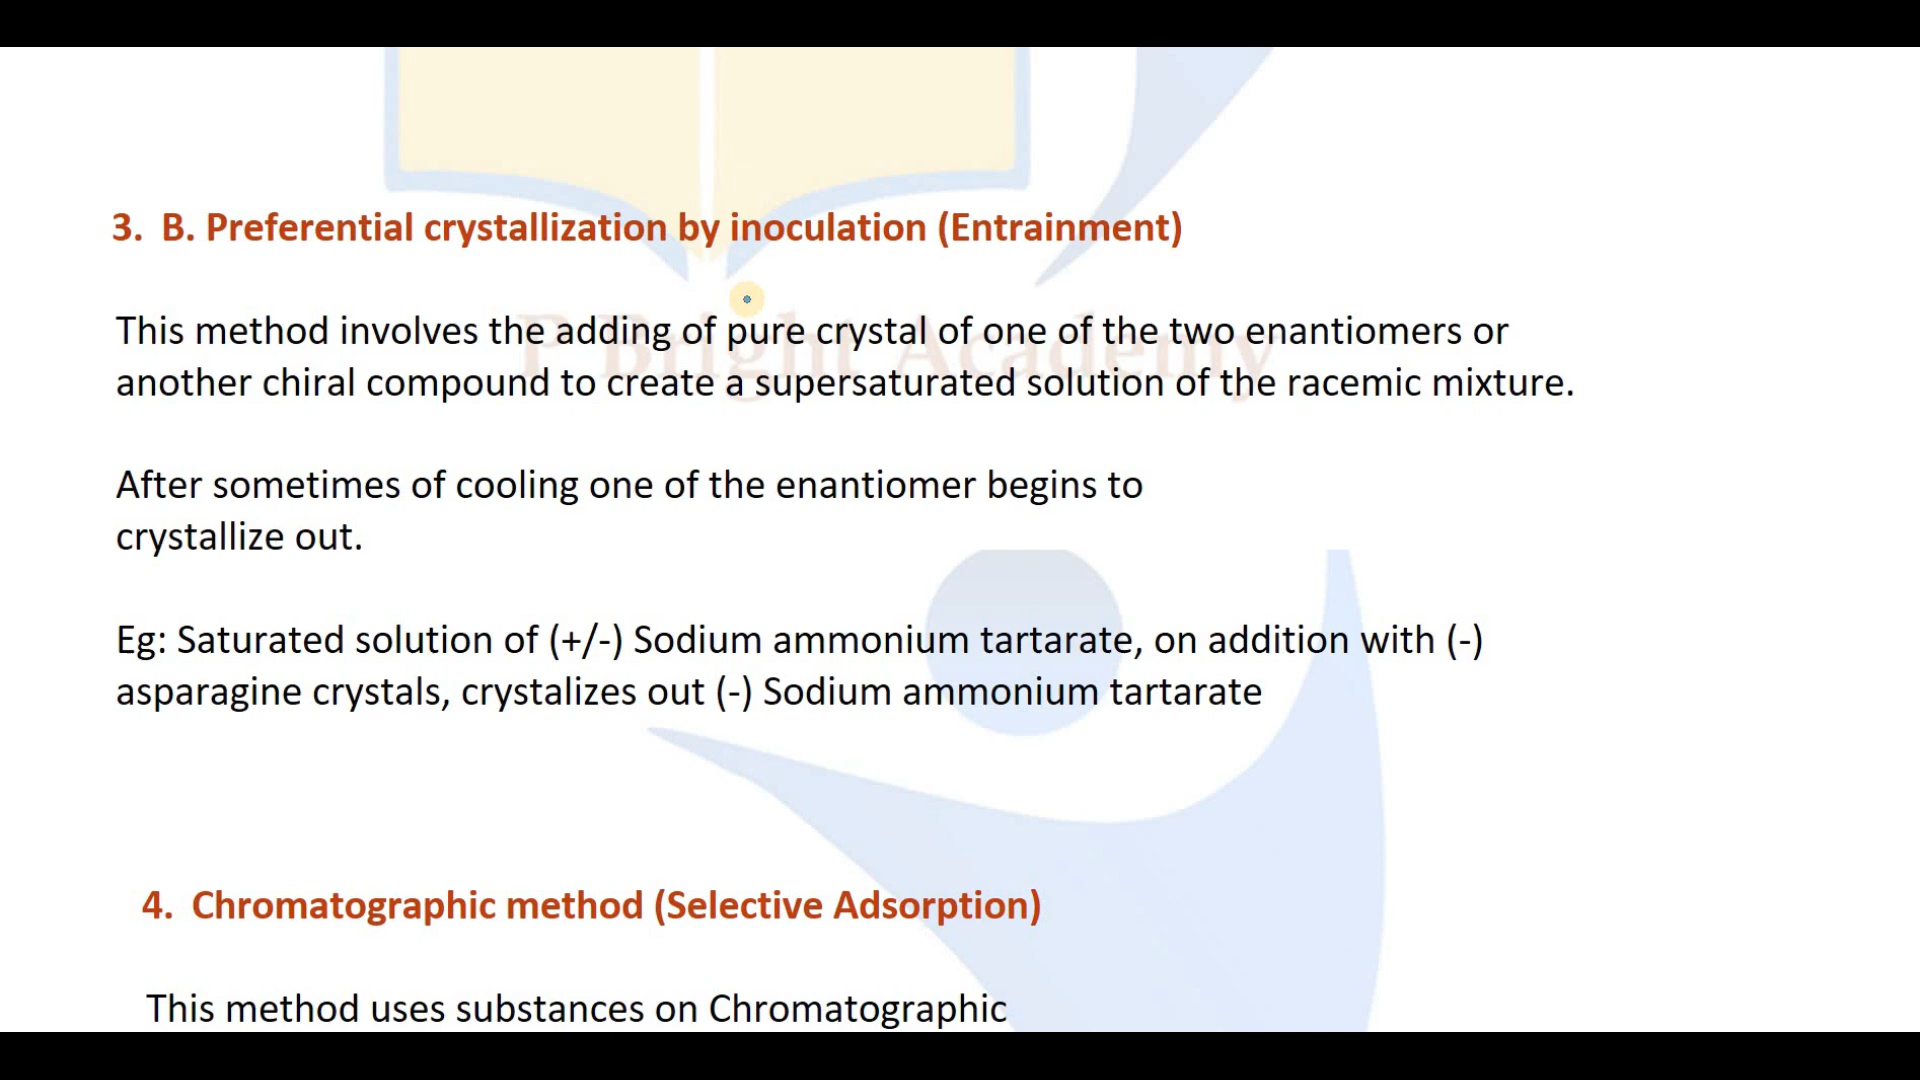 3. B. Preferential crystallization by inoculation (Entrainment)
P Bright Academy
This method involves the adding of pure crystal of one of the two enantiomers or
another chiral compound to create a supersaturated solution of the racemic mixture.
After sometimes of cooling one of the enantiomer begins to
crystallize out.
Eg: Saturated solution of (+/-) Sodium ammonium tartarate, on addition with (-)
asparagine crystals, crystalizes out (-) Sodium ammonium tartarate
4. Chromatographic method (Selective Adsorption)
This method uses substances on Chromatographic